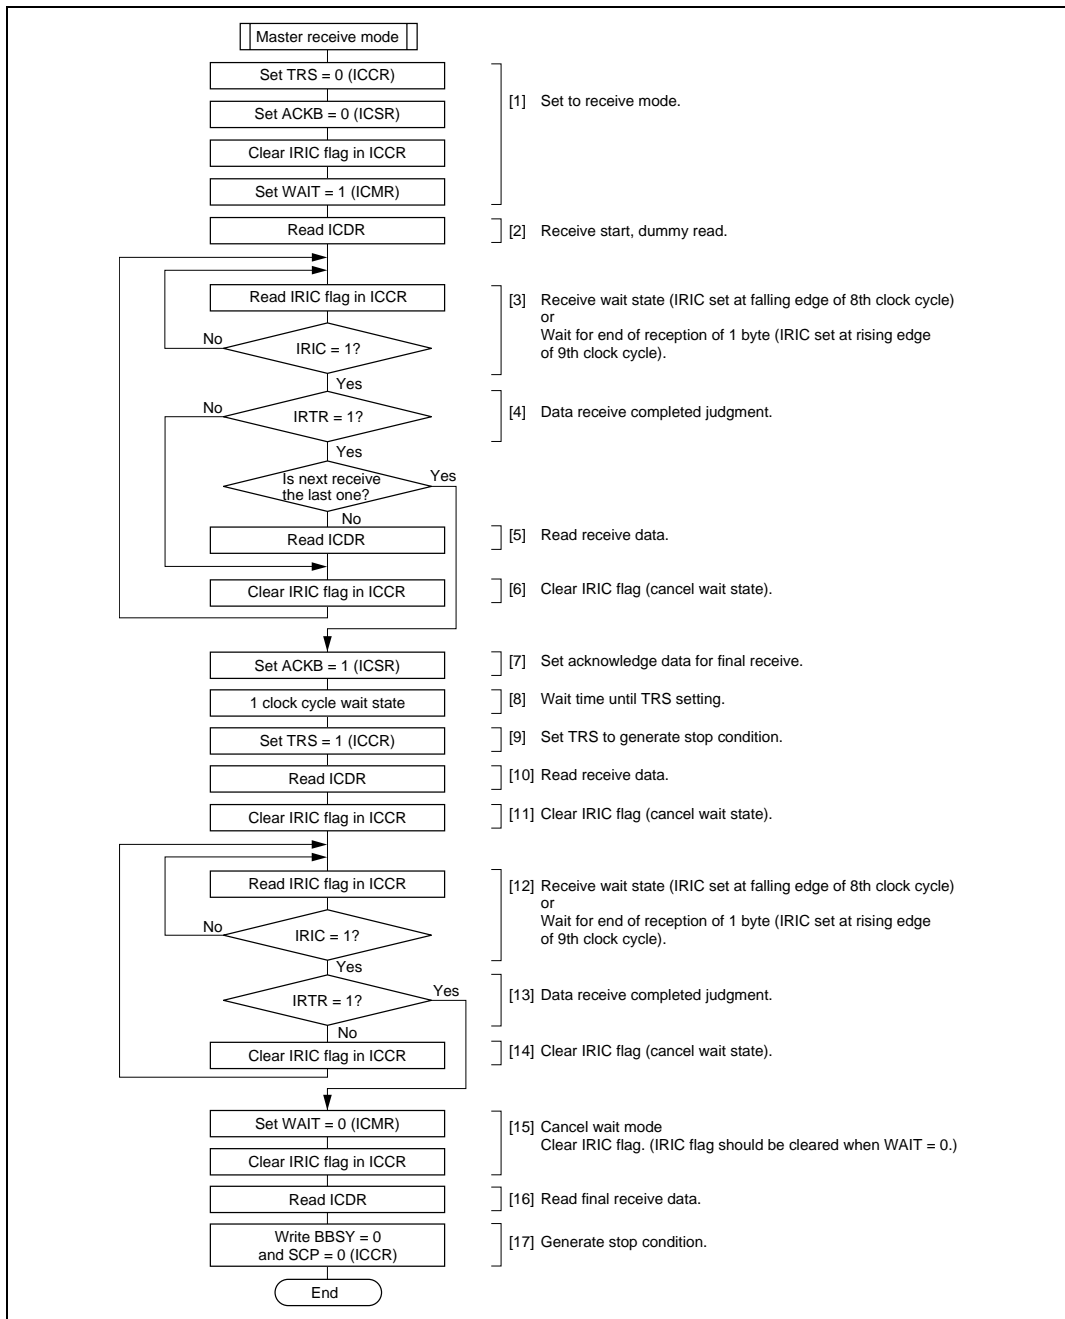 Master receive mode
Set TRS = 0 (ICCR)
[1] Set to receive mode.
Set ACKB = 0 (ICSR)
Clear IRIC flag in ICCR
Set WAIT = 1 (ICMR)
Read ICDR
[2] Receive start, dummy read.
Read IRIC flag in ICCR
[3] Receive wait state (IRIC set at falling edge of 8th clock cycle)
or
Wait for end of reception of 1 byte (IRIC set at rising edge
of 9th clock cycle).
No
IRIC = 1?
Yes
No
IRTR = 1?
[4] Data receive completed judgment.
Yes
Is next receive
the last one?
Yes
No
Read ICDR
[5] Read receive data.
Clear IRIC flag in ICCR
[6] Clear IRIC flag (cancel wait state).
Set ACKB = 1 (ICSR)
[7] Set acknowledge data for final receive.
1 clock cycle wait state
[8] Wait time until TRS setting.
Set TRS = 1 (ICCR)
[9] Set TRS to generate stop condition.
Read ICDR
[10] Read receive data.
Clear IRIC flag in ICCR
[11] Clear IRIC flag (cancel wait state).
Read IRIC flag in ICCR
[12] Receive wait state (IRIC set at falling edge of 8th clock cycle)
or
Wait for end of reception of 1 byte (IRIC set at rising edge
of 9th clock cycle).
No
IRIC = 1?
Yes
IRTR = 1?
Yes
[13] Data receive completed judgment.
No
Clear IRIC flag in ICCR
[14] Clear IRIC flag (cancel wait state).
Set WAIT = 0 (ICMR)
[15] Cancel wait mode
Clear IRIC flag. (IRIC flag should be cleared when WAIT = 0.)
Clear IRIC flag in ICCR
Read ICDR
[16] Read final receive data.
Write BBSY = 0
and SCP = 0 (ICCR)
[17] Generate stop condition.
End